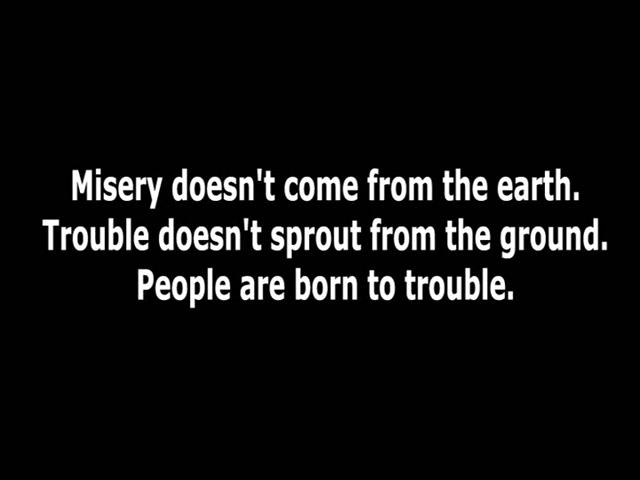 Misery doesn't come from the earth.
Trouble doesn't sprout from the ground.
People are born to trouble.